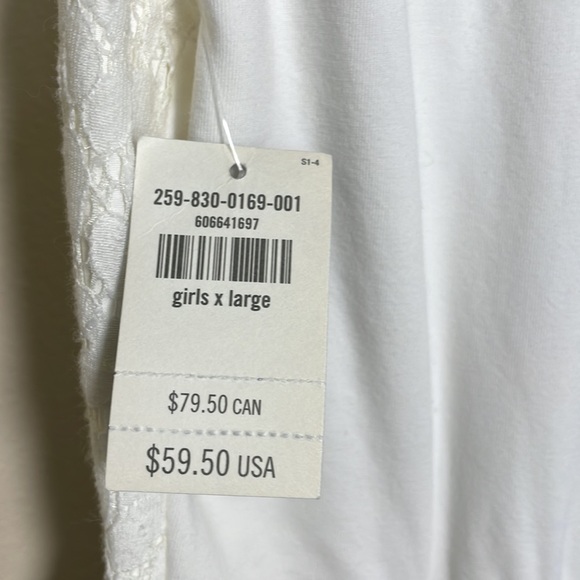 S1-4
259-830-0169-001
606641697
girls x large
$79.50 CAN
$59.50 USA